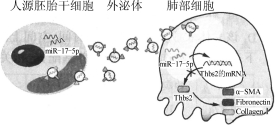 人源胚胎干细胞 外泌体 肺部细胞
miR-17-5p
miR-17-5p
Thbs2的mRNA
Thbs2
α-SMA
Fibronectin
Collagen I